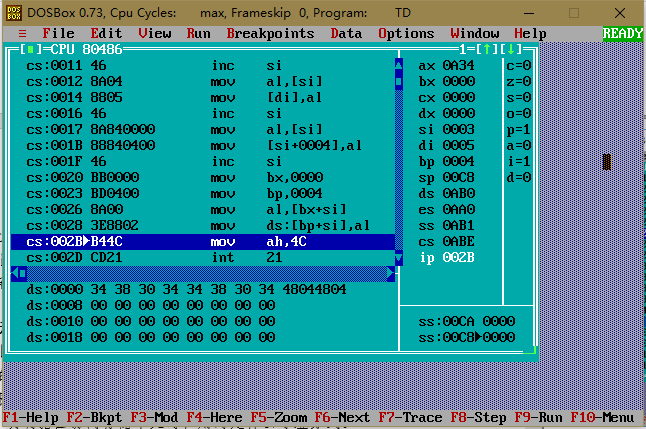 DOSBox 0.73, Cpu Cycles: max, Frameskip 0, Program: TD
≡ File Edit View Run Breakpoints Data Options Window Help READY
[■]=CPU 80486 1=[↑][↓]
cs:0011 46 inc si ax 0A34 c=0
cs:0012 8A04 mov al,[si] bx 0000 z=0
cs:0014 8805 mov [di],al cx 0000 s=0
cs:0016 46 inc si dx 0000 o=0
cs:0017 8A840000 mov al,[si] si 0003 p=1
cs:001B 88840400 mov [si+0004],al di 0005 a=0
cs:001F 46 inc si bp 0004 i=1
cs:0020 BB0000 mov bx,0000 sp 00C8 d=0
cs:0023 BD0400 mov bp,0004 ds 0AB0
cs:0026 8A00 mov al,[bx+si] es 0AA0
cs:0028 3E8802 mov ds:[bp+si],al ss 0AB1
cs:002B►B44C mov ah,4C cs 0ABE
cs:002D CD21 int 21 ip 002B
ds:0000 34 38 30 34 34 38 30 34 48044804
ds:0008 00 00 00 00 00 00 00 00
ds:0010 00 00 00 00 00 00 00 00 ss:00CA 0000
ds:0018 00 00 00 00 00 00 00 00 ss:00C8►0000
F1-Help F2-Bkpt F3-Mod F4-Here F5-Zoom F6-Next F7-Trace F8-Step F9-Run F10-Menu